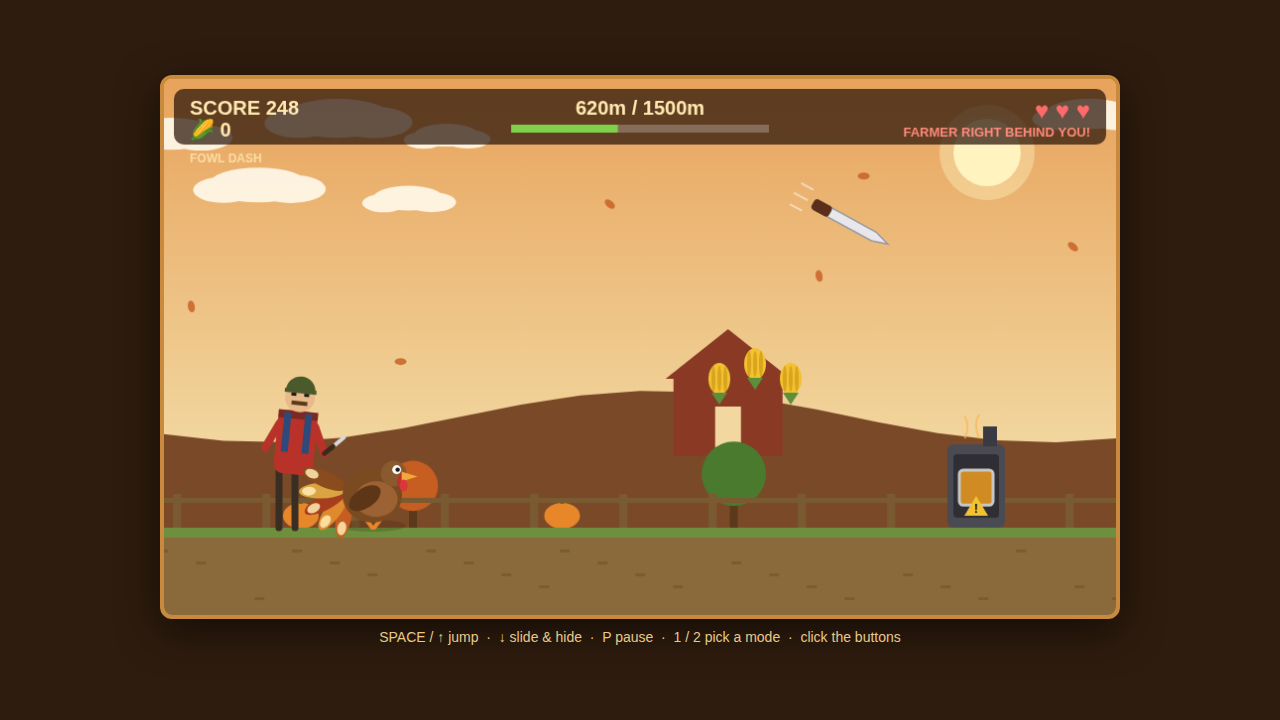 SCORE 248
620m / 1500m
♥ ♥ ♥
🌽 0
FARMER RIGHT BEHIND YOU!
FOWL DASH
!
SPACE / ↑ jump · ↓ slide & hide · P pause · 1 / 2 pick a mode · click the buttons